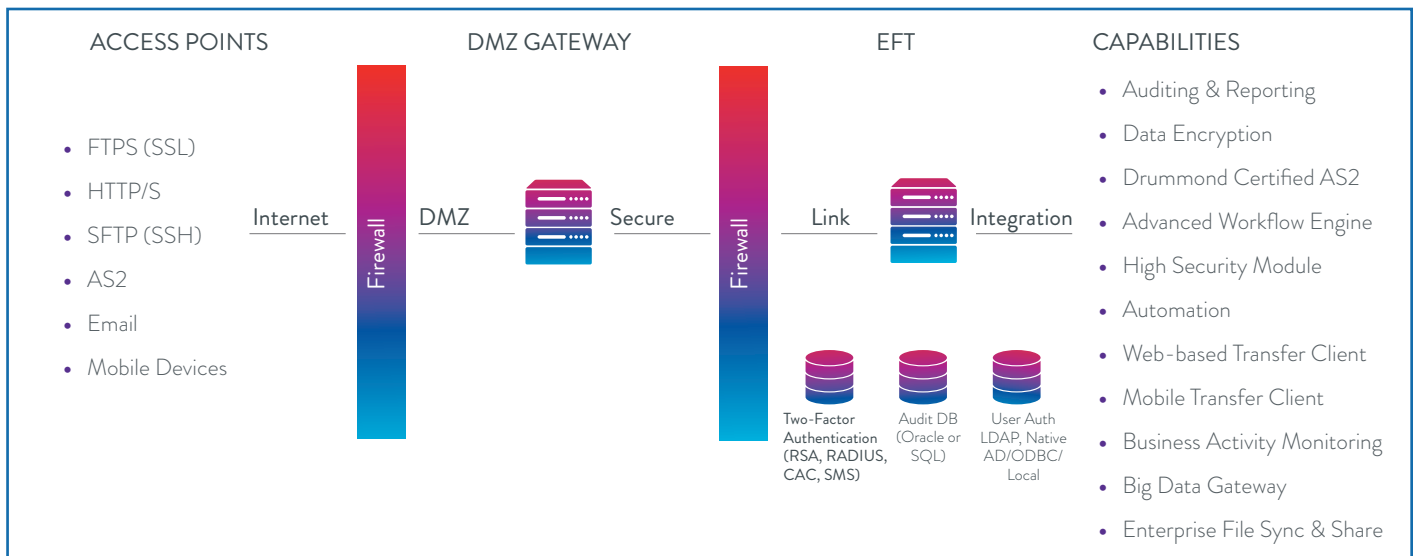 ACCESS POINTS
DMZ GATEWAY
EFT
CAPABILITIES
FTPS (SSL)
HTTP/S
SFTP (SSH)
AS2
Email
Mobile Devices
Internet
Firewall
DMZ
Secure
Firewall
Link
Integration
Two-Factor
Authentication
(RSA, RADIUS,
CAC, SMS)
Audit DB
(Oracle or
SQL)
User Auth
LDAP, Native
AD/ODBC/
Local
Auditing & Reporting
Data Encryption
Drummond Certified AS2
Advanced Workflow Engine
High Security Module
Automation
Web-based Transfer Client
Mobile Transfer Client
Business Activity Monitoring
Big Data Gateway
Enterprise File Sync & Share